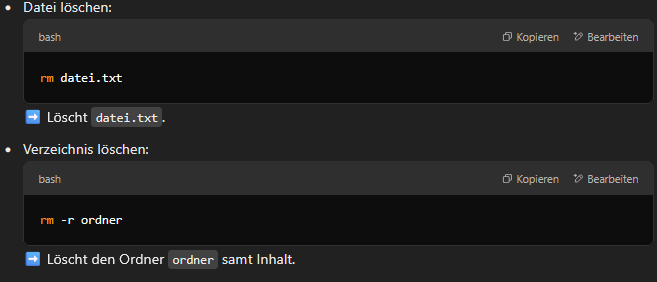 • Datei löschen:
bash Kopieren Bearbeiten
rm datei.txt
➡ Löscht datei.txt.
• Verzeichnis löschen:
bash Kopieren Bearbeiten
rm -r ordner
➡ Löscht den Ordner ordner samt Inhalt.